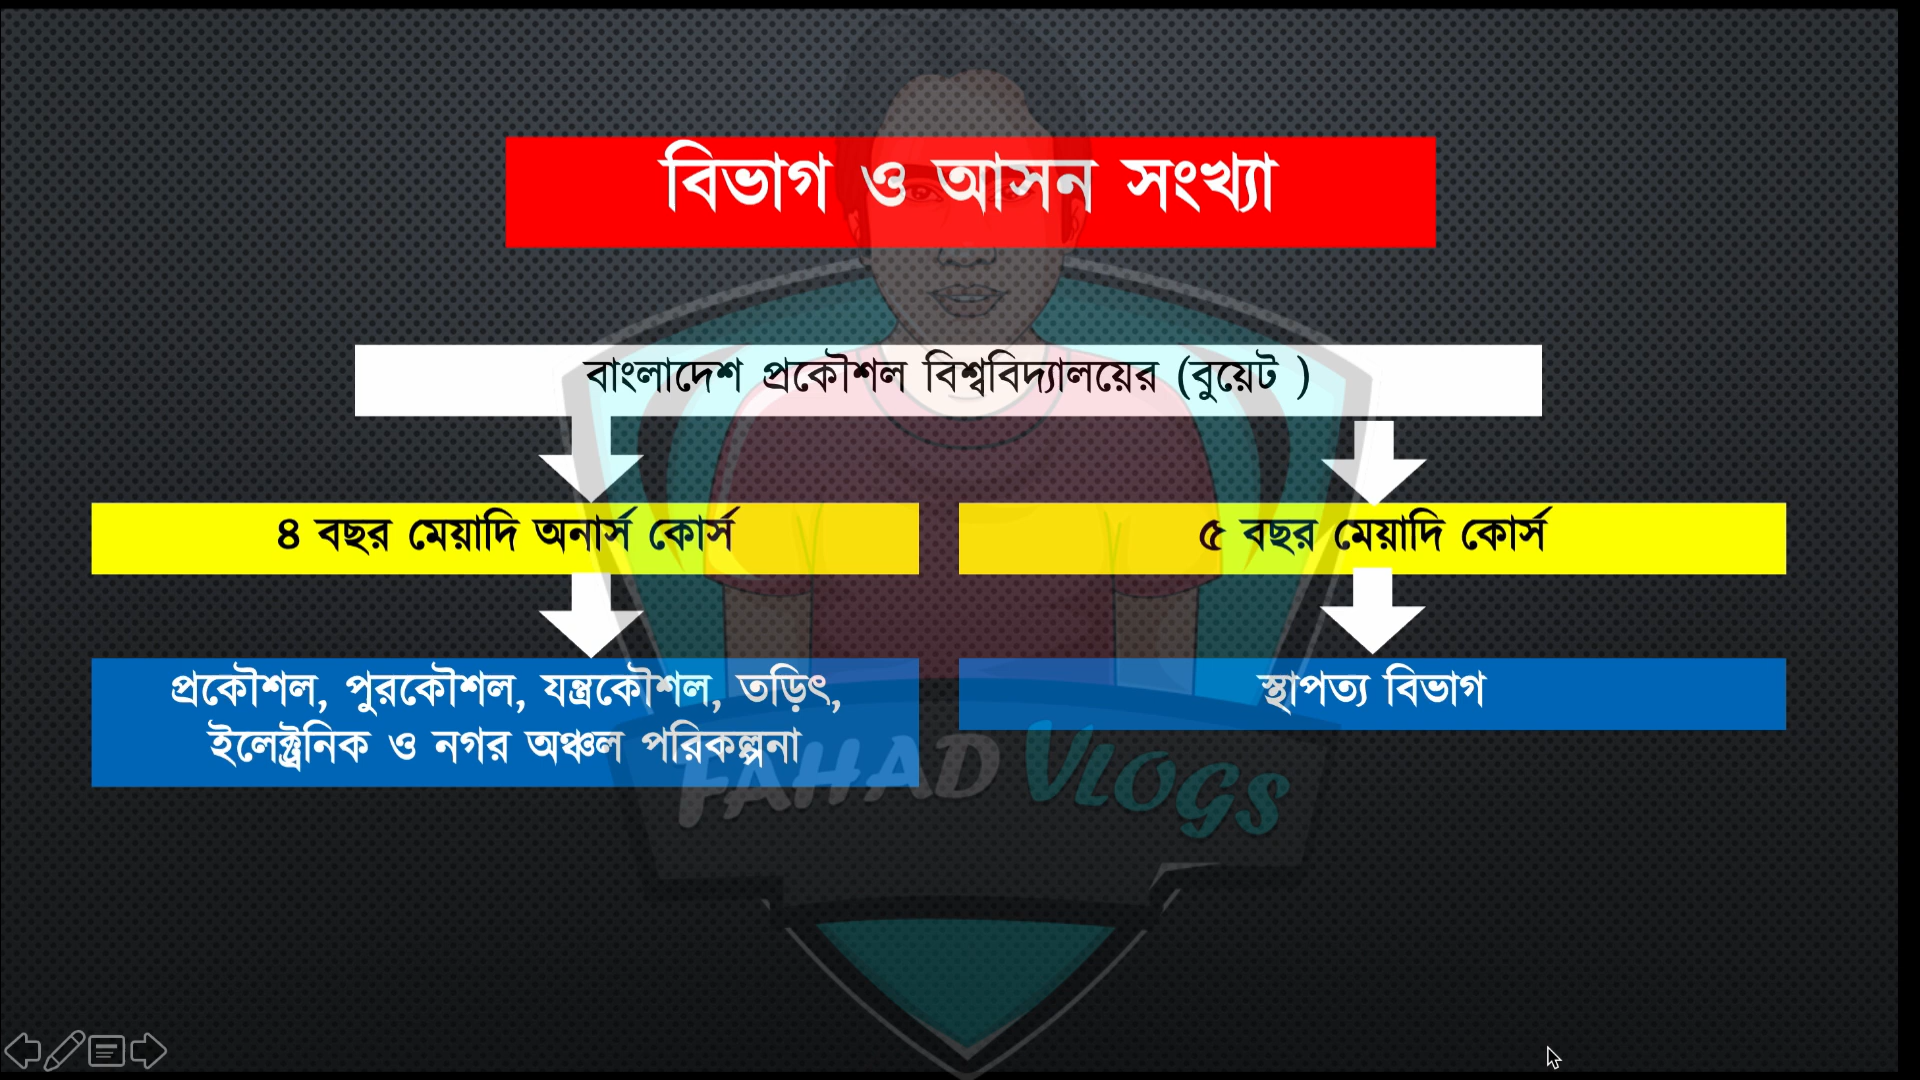 বিভাগ ও আসন সংখ্যা
বাংলাদেশ প্রকৌশল বিশ্ববিদ্যালয়ের (বুয়েট )
৪ বছর মেয়াদি অনার্স কোর্স
৫ বছর মেয়াদি কোর্স
প্রকৌশল, পুরকৌশল, যন্ত্রকৌশল, তড়িৎ,
ইলেক্ট্রনিক ও নগর অঞ্চল পরিকল্পনা
স্থাপত্য বিভাগ
FAHAD VLOGS